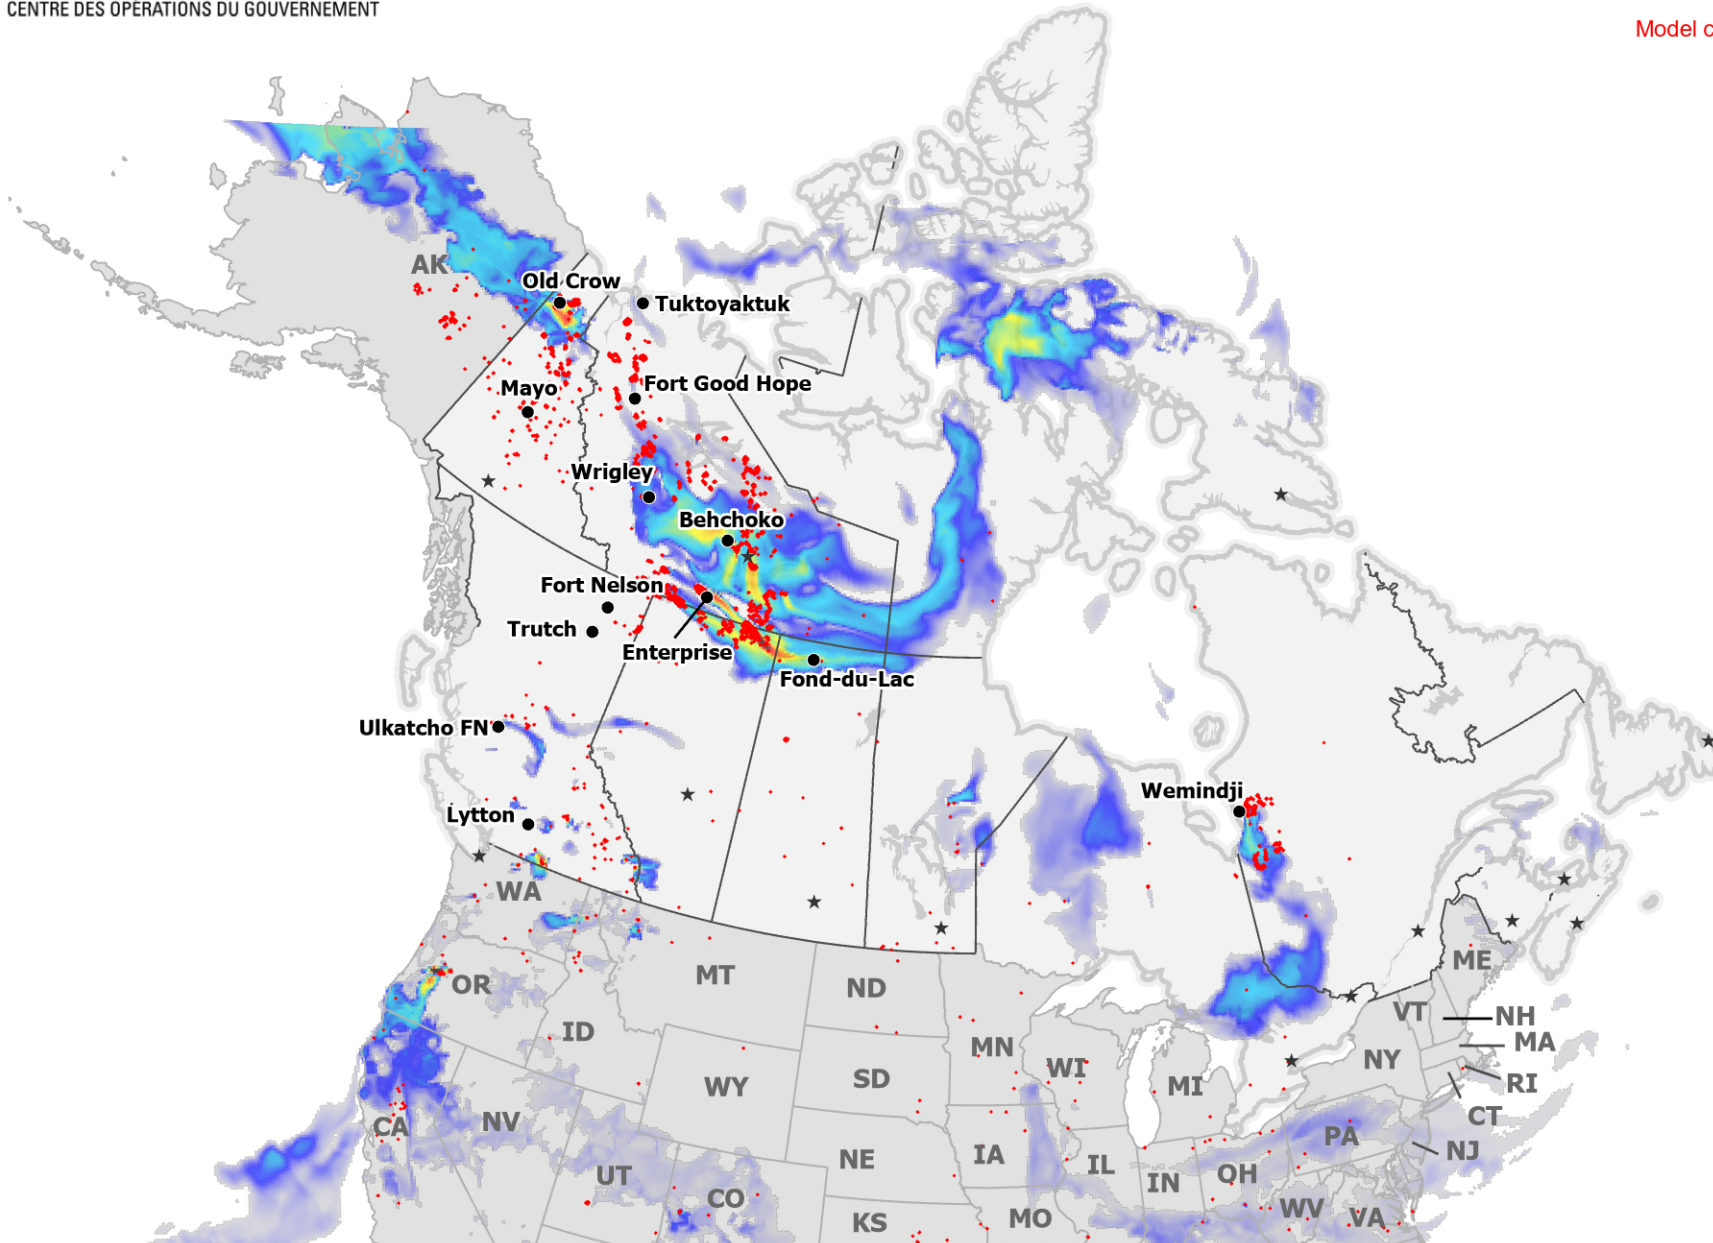 CENTRE DES OPÉRATIONS DU GOUVERNEMENT
Model c
AK
Old Crow
Tuktoyaktuk
Mayo
Fort Good Hope
Wrigley
Behchoko
Fort Nelson
Trutch
Enterprise
Fond-du-Lac
Ulkatcho FN
Wemindji
Lytton
WA
ME
OR
MT
ND
VT
NH
ID
MN
MA
WI
NY
WY
SD
MI
RI
CT
NV
CA
PA
NJ
NE
IA
IL
UT
OH
IN
CO
WV
VA
KS
MO